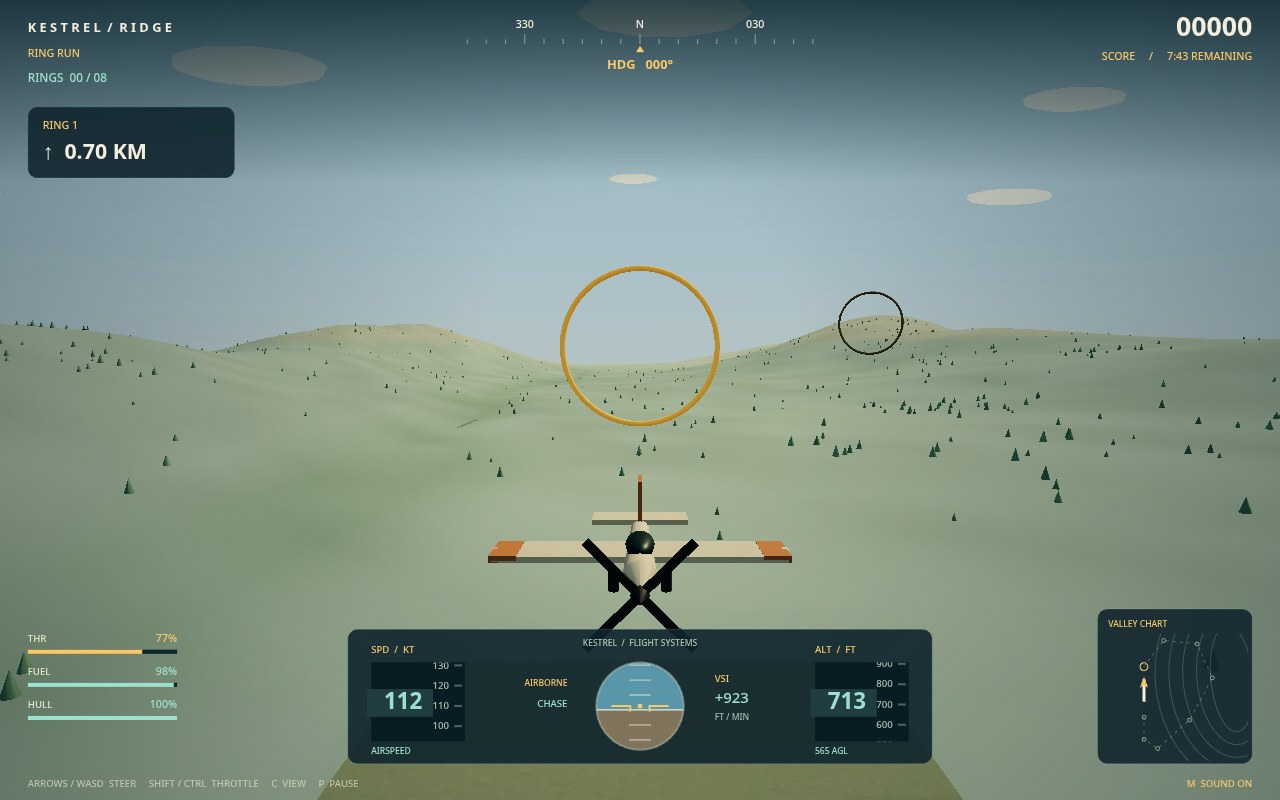 KESTREL / RIDGE
RING RUN
RINGS 00 / 08
RING 1
↑ 0.70 KM
330 N 030
HDG 000°
00000
SCORE / 7:43 REMAINING
THR 77%
FUEL 98%
HULL 100%
KESTREL / FLIGHT SYSTEMS
SPD / KT
130
112
110
100
AIRSPEED
AIRBORNE
CHASE
VSI
+923
FT / MIN
ALT / FT
900
800
713
700
600
565 AGL
VALLEY CHART
ARROWS / WASD STEER SHIFT / CTRL THROTTLE C VIEW P PAUSE
M SOUND ON